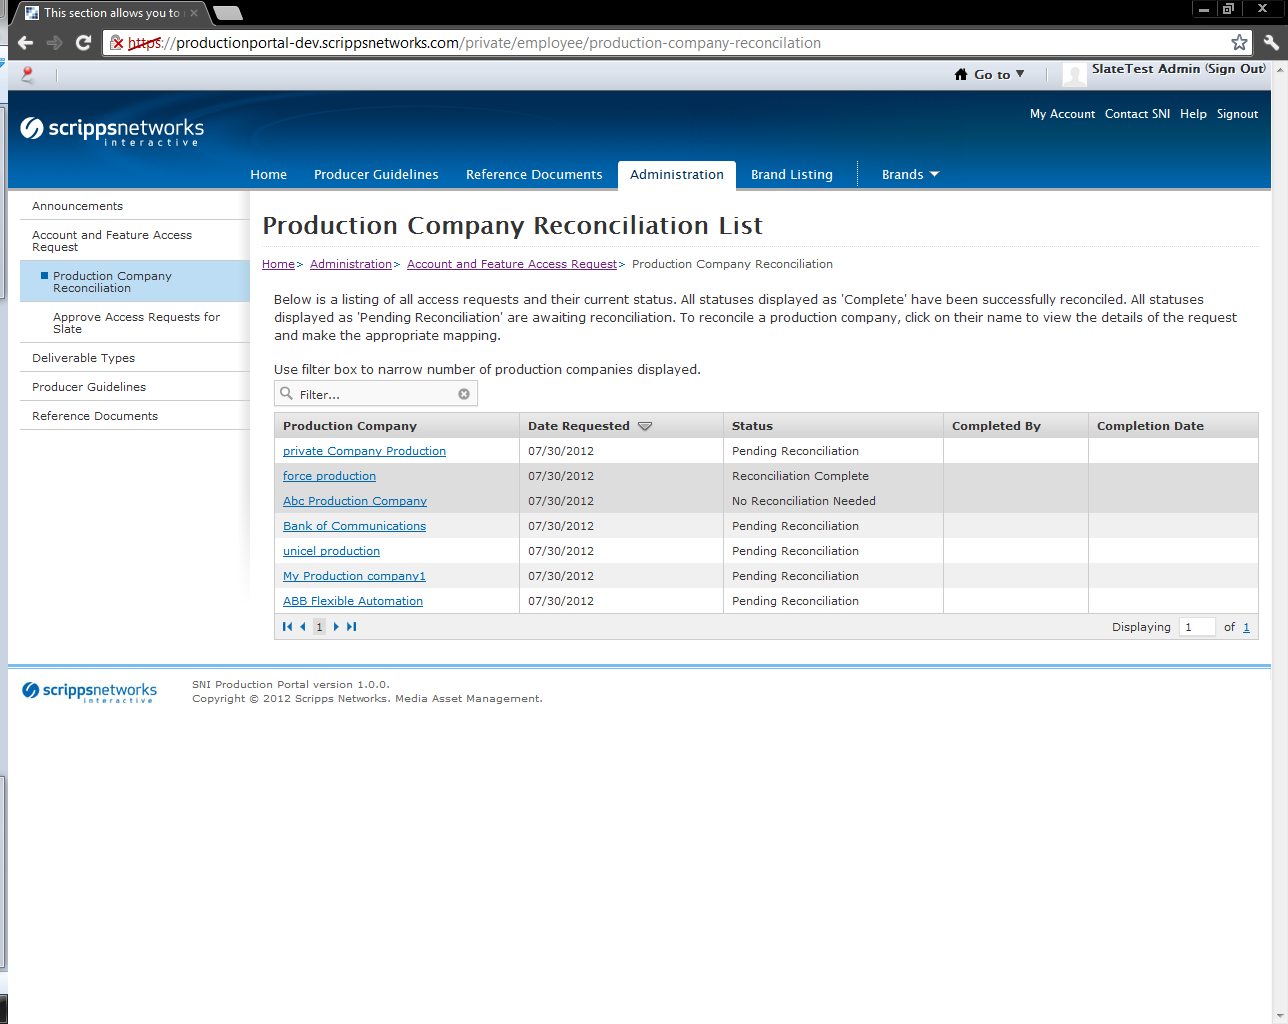 This section allows you to
https://productionportal-dev.scrippsnetworks.com/private/employee/production-company-reconcilation
Go to
SlateTest Admin (Sign Out)
scrippsnetworks
interactive
My Account Contact SNI Help Signout
Home Producer Guidelines Reference Documents Administration Brand Listing Brands
Announcements
Account and Feature Access
Request
Production Company
Reconciliation
Approve Access Requests for
Slate
Deliverable Types
Producer Guidelines
Reference Documents
Production Company Reconciliation List
Home> Administration> Account and Feature Access Request> Production Company Reconciliation
Below is a listing of all access requests and their current status. All statuses displayed as 'Complete' have been successfully reconciled. All statuses
displayed as 'Pending Reconciliation' are awaiting reconciliation. To reconcile a production company, click on their name to view the details of the request
and make the appropriate mapping.
Use filter box to narrow number of production companies displayed.
Filter...
Production Company Date Requested Status Completed By Completion Date
private Company Production 07/30/2012 Pending Reconciliation
force production 07/30/2012 Reconciliation Complete
Abc Production Company 07/30/2012 No Reconciliation Needed
Bank of Communications 07/30/2012 Pending Reconciliation
unicel production 07/30/2012 Pending Reconciliation
My Production company1 07/30/2012 Pending Reconciliation
ABB Flexible Automation 07/30/2012 Pending Reconciliation
1 Displaying 1 of 1
scrippsnetworks
interactive
SNI Production Portal version 1.0.0.
Copyright © 2012 Scripps Networks. Media Asset Management.